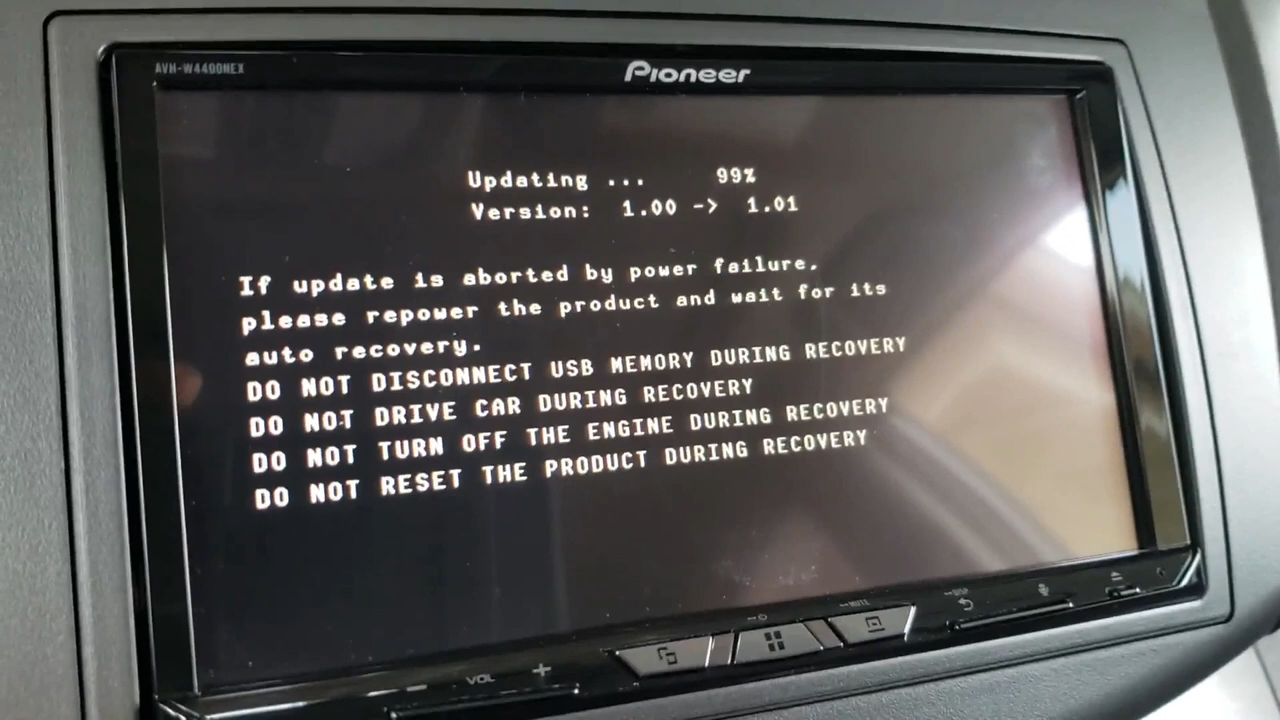 AVH-W4400NEX
Pioneer
Updating ... 99%
Version: 1.00 -> 1.01
If update is aborted by power failure,
please repower the product and wait for its
auto recovery.
DO NOT DISCONNECT USB MEMORY DURING RECOVERY
DO NOT DRIVE CAR DURING RECOVERY
DO NOT TURN OFF THE ENGINE DURING RECOVERY
DO NOT RESET THE PRODUCT DURING RECOVERY
DISP
MUTE
VOL +